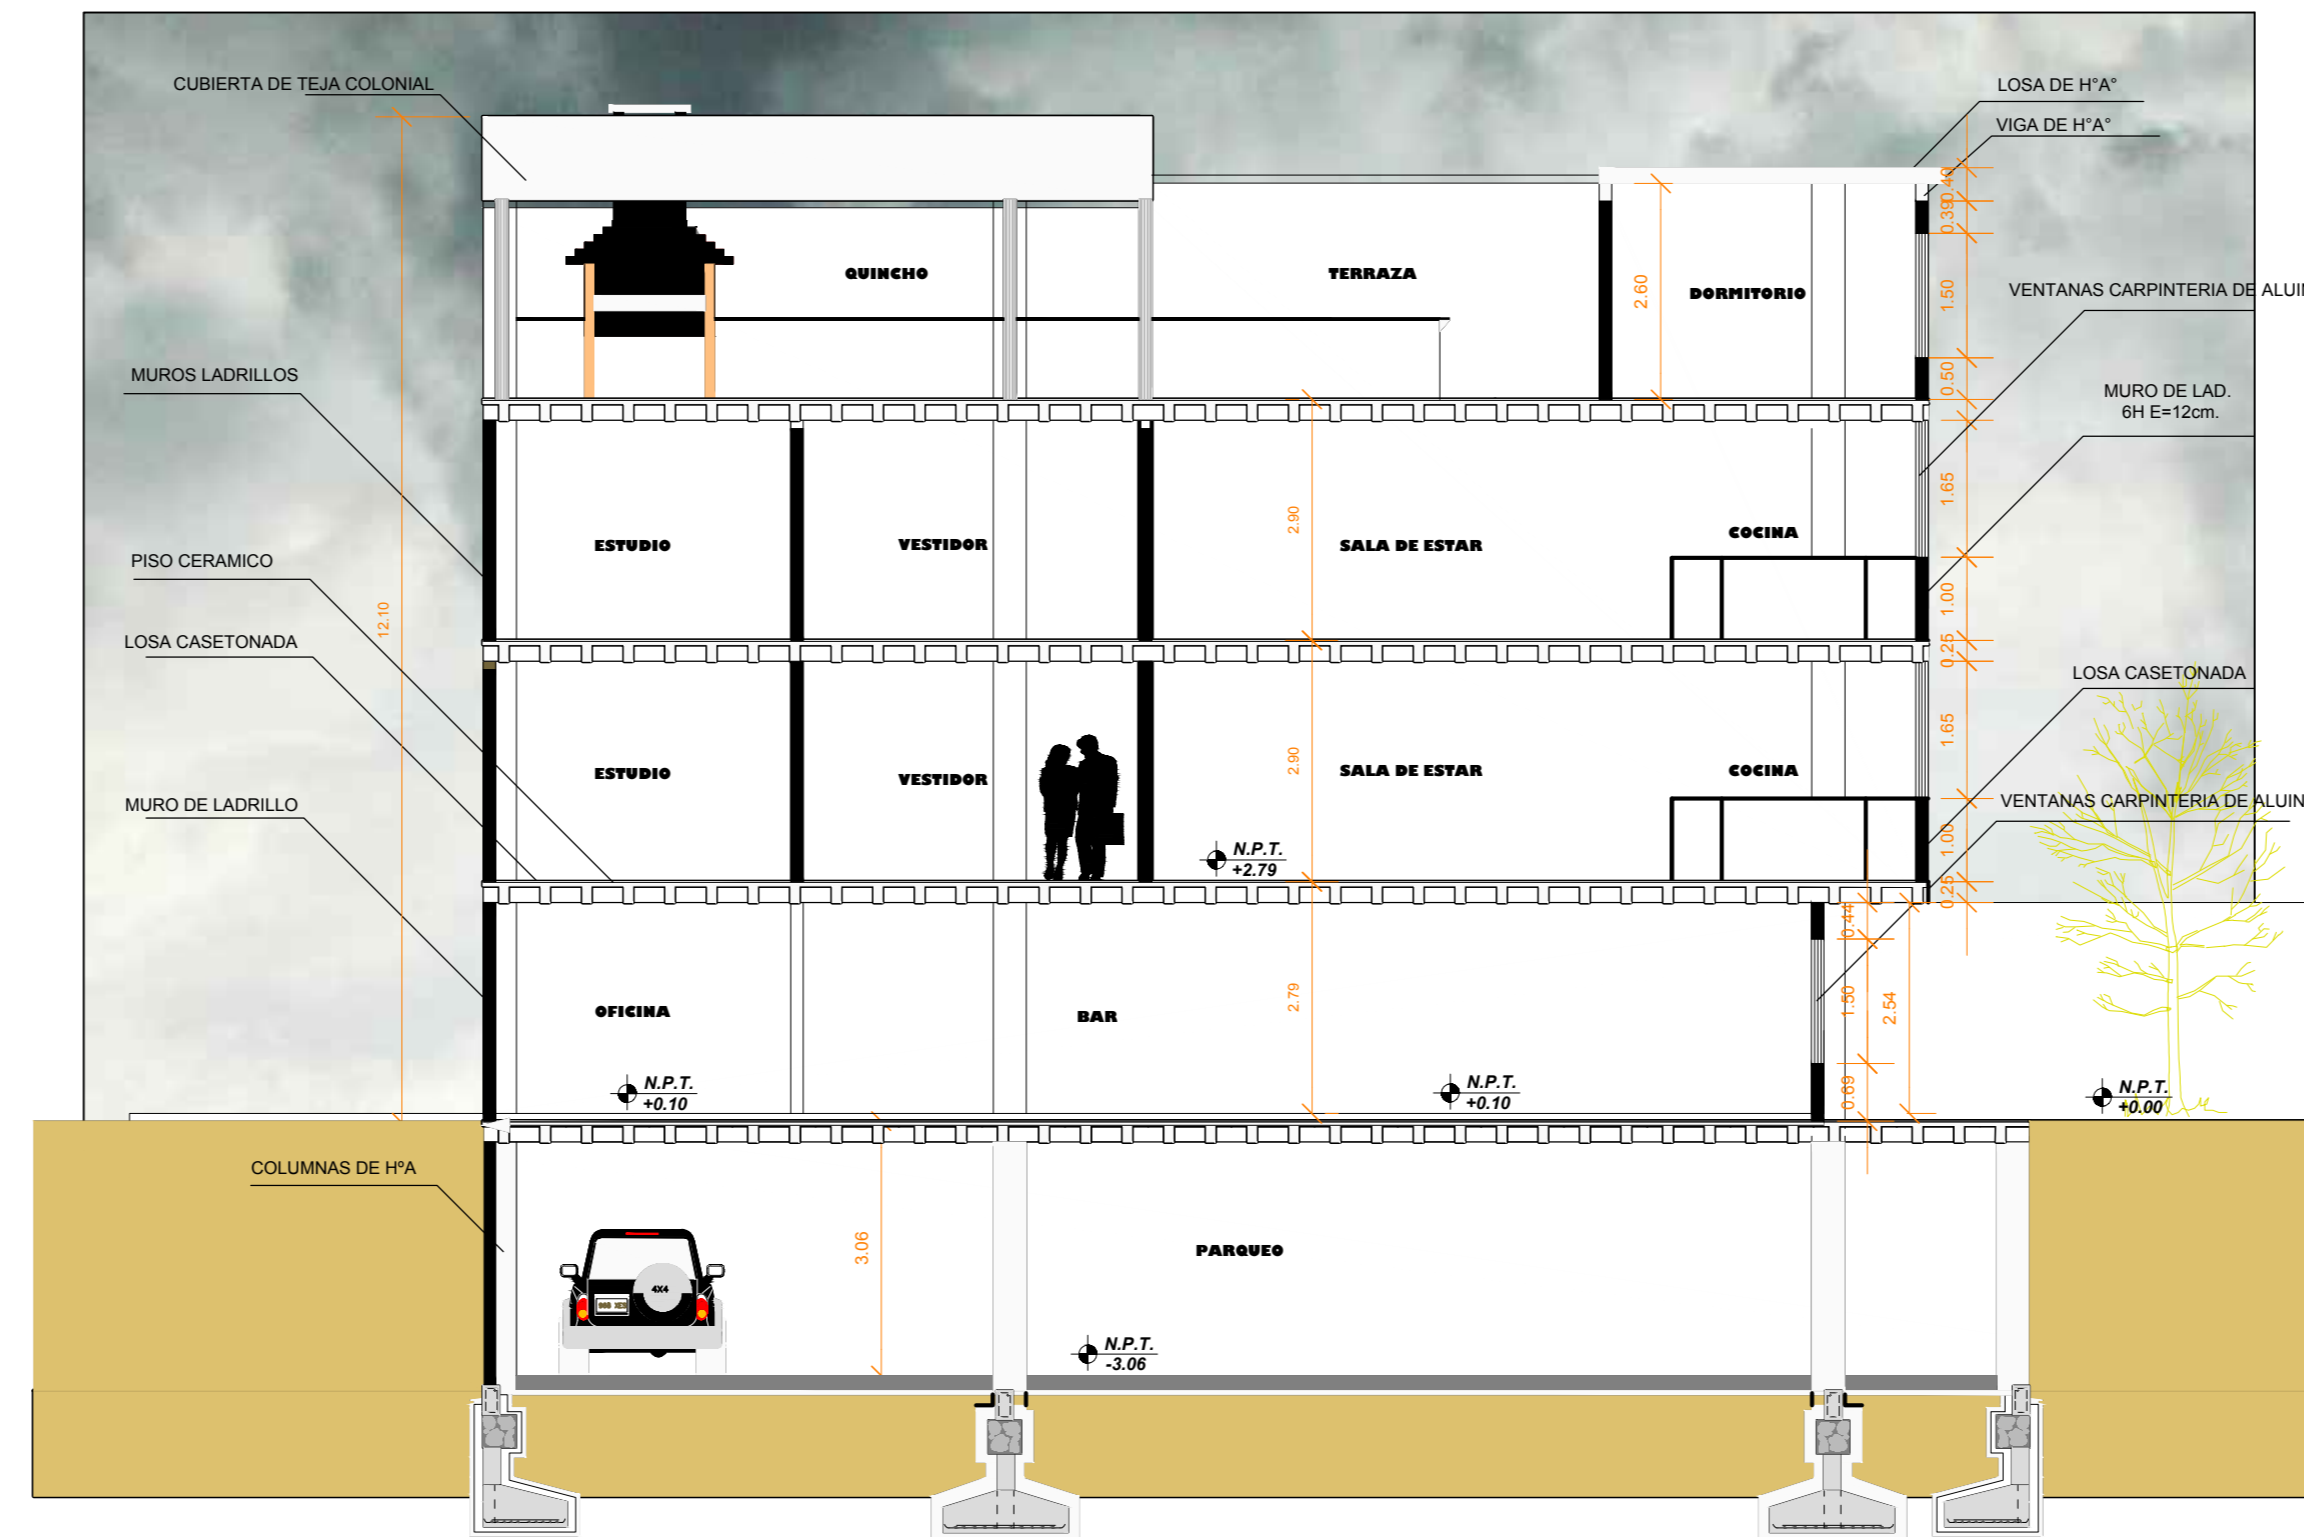 CUBIERTA DE TEJA COLONIAL
LOSA DE H°A°
VIGA DE H°A°
0.40
0.39
QUINCHO
TERRAZA
DORMITORIO
2.60
1.50
VENTANAS CARPINTERIA DE ALUIN
MUROS LADRILLOS
0.50
MURO DE LAD.
6H E=12cm.
1.65
2.90
ESTUDIO
VESTIDOR
SALA DE ESTAR
COCINA
PISO CERAMICO
12.10
1.00
LOSA CASETONADA
0.25
LOSA CASETONADA
1.65
2.90
ESTUDIO
VESTIDOR
SALA DE ESTAR
COCINA
MURO DE LADRILLO
VENTANAS CARPINTERIA DE ALUIN
1.00
N.P.T.
+2.79
0.25
0.44
2.79
1.50
2.54
OFICINA
BAR
N.P.T.
+0.10
N.P.T.
+0.10
0.69
N.P.T.
+0.00
COLUMNAS DE HºA
3.06
PARQUEO
4X4
N.P.T.
-3.06